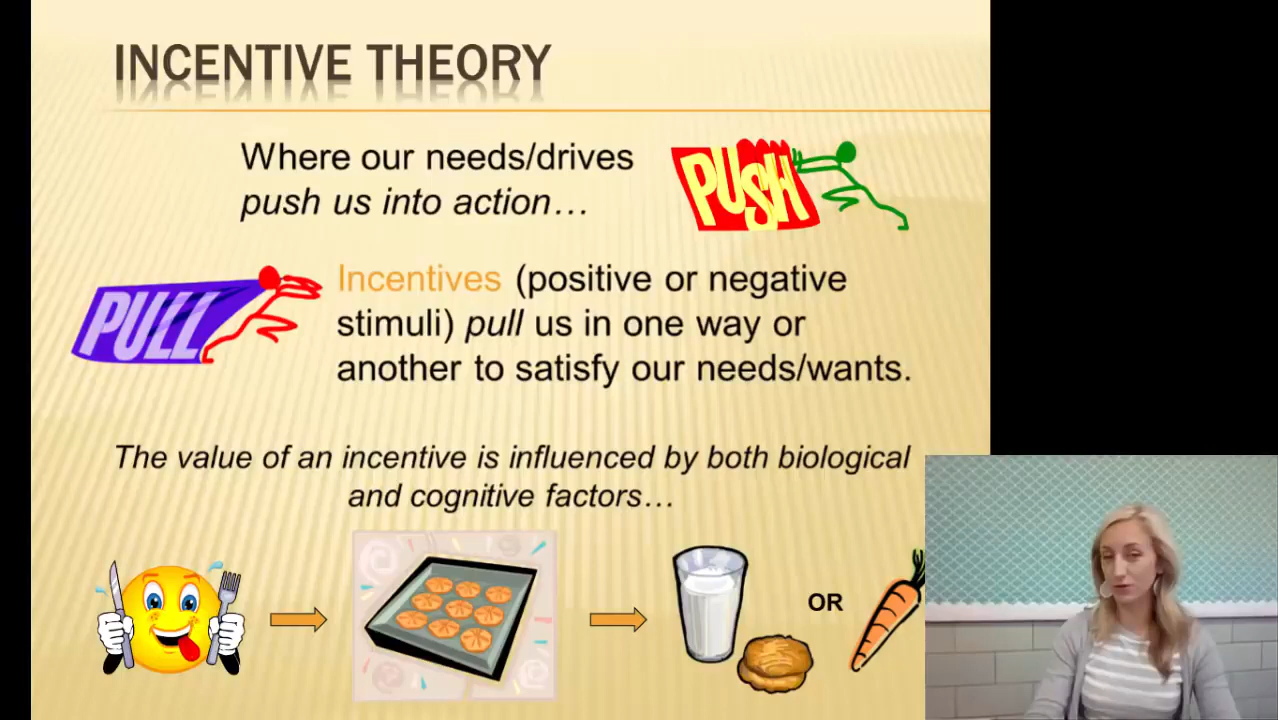 INCENTIVE THEORY
Where our needs/drives
push us into action…
PUSH
PULL
Incentives (positive or negative
stimuli) pull us in one way or
another to satisfy our needs/wants.
The value of an incentive is influenced by both biological
and cognitive factors…
OR